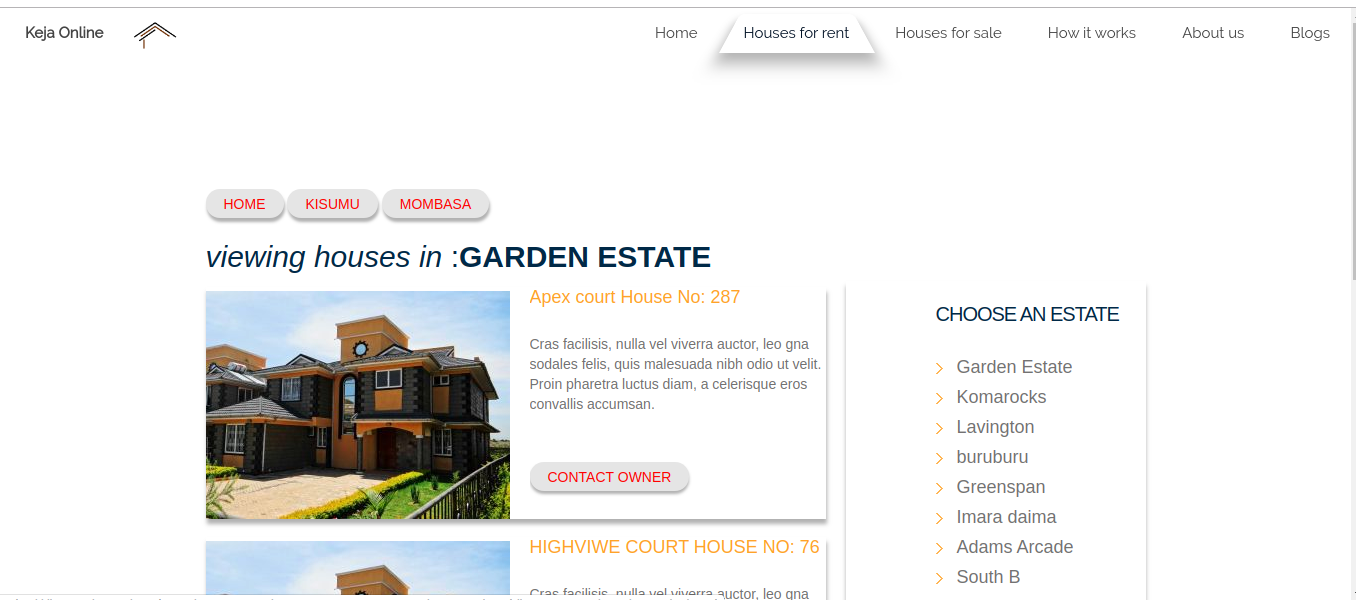 Keja Online
Home
Houses for rent
Houses for sale
How it works
About us
Blogs
HOME
KISUMU
MOMBASA
viewing houses in :GARDEN ESTATE
Apex court House No: 287
Cras facilisis, nulla vel viverra auctor, leo gna
sodales felis, quis malesuada nibh odio ut velit.
Proin pharetra luctus diam, a celerisque eros
convallis accumsan.
CONTACT OWNER
HIGHVIWE COURT HOUSE NO: 76
Cras facilisis, nulla vel viverra auctor, leo gna
CHOOSE AN ESTATE
Garden Estate
Komarocks
Lavington
buruburu
Greenspan
Imara daima
Adams Arcade
South B